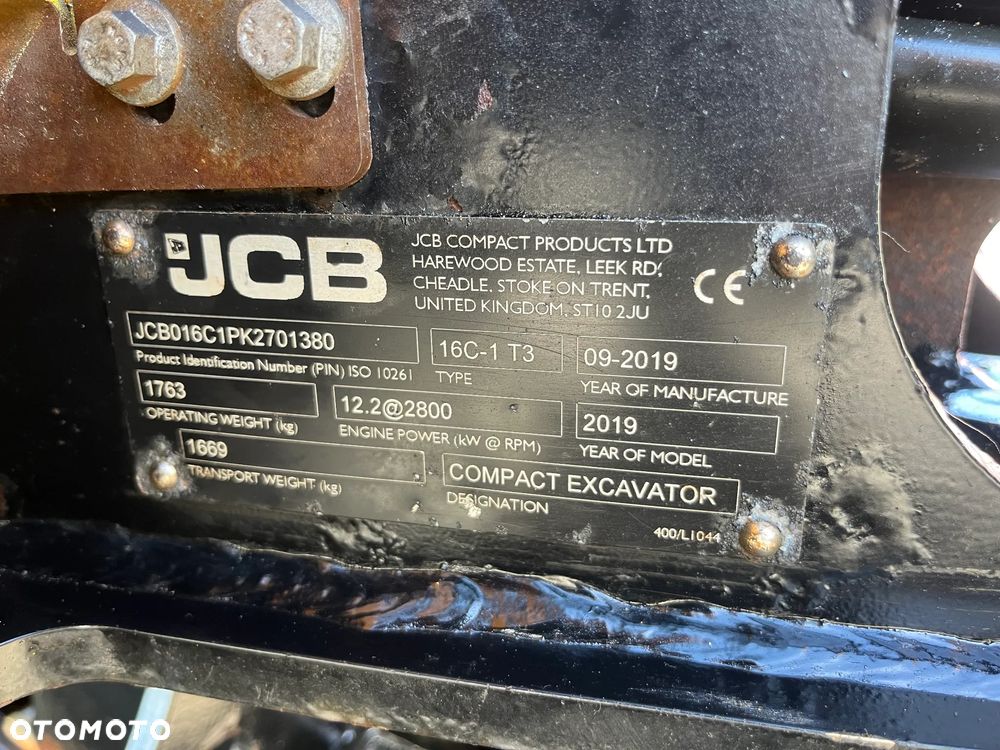 JCB
JCB COMPACT PRODUCTS LTD
HAREWOOD ESTATE, LEEK RD,
CHEADLE, STOKE ON TRENT,
UNITED KINGDOM, ST10 2JU
CE
JCB016C1PK2701380
Product Identification Number (PIN) ISO 10261
16C-1 T3
TYPE
09-2019
YEAR OF MANUFACTURE
1763
OPERATING WEIGHT (kg)
12.2@2800
ENGINE POWER (kW @ RPM)
2019
YEAR OF MODEL
1669
TRANSPORT WEIGHT (kg)
COMPACT EXCAVATOR
DESIGNATION
400/L1044
OTOMOTO